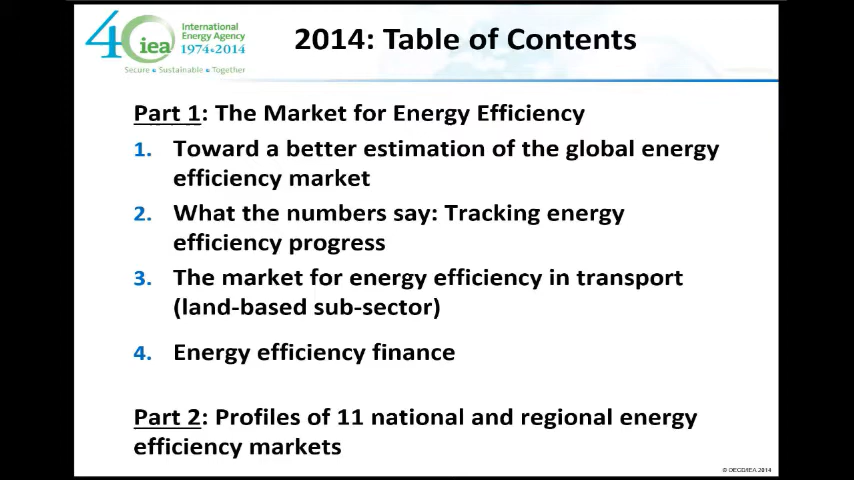 40 iea International
Energy Agency
1974•2014
Secure • Sustainable • Together
2014: Table of Contents
Part 1: The Market for Energy Efficiency
1. Toward a better estimation of the global energy
efficiency market
2. What the numbers say: Tracking energy
efficiency progress
3. The market for energy efficiency in transport
(land-based sub-sector)
4. Energy efficiency finance
Part 2: Profiles of 11 national and regional energy
efficiency markets
© OECD/IEA 2014